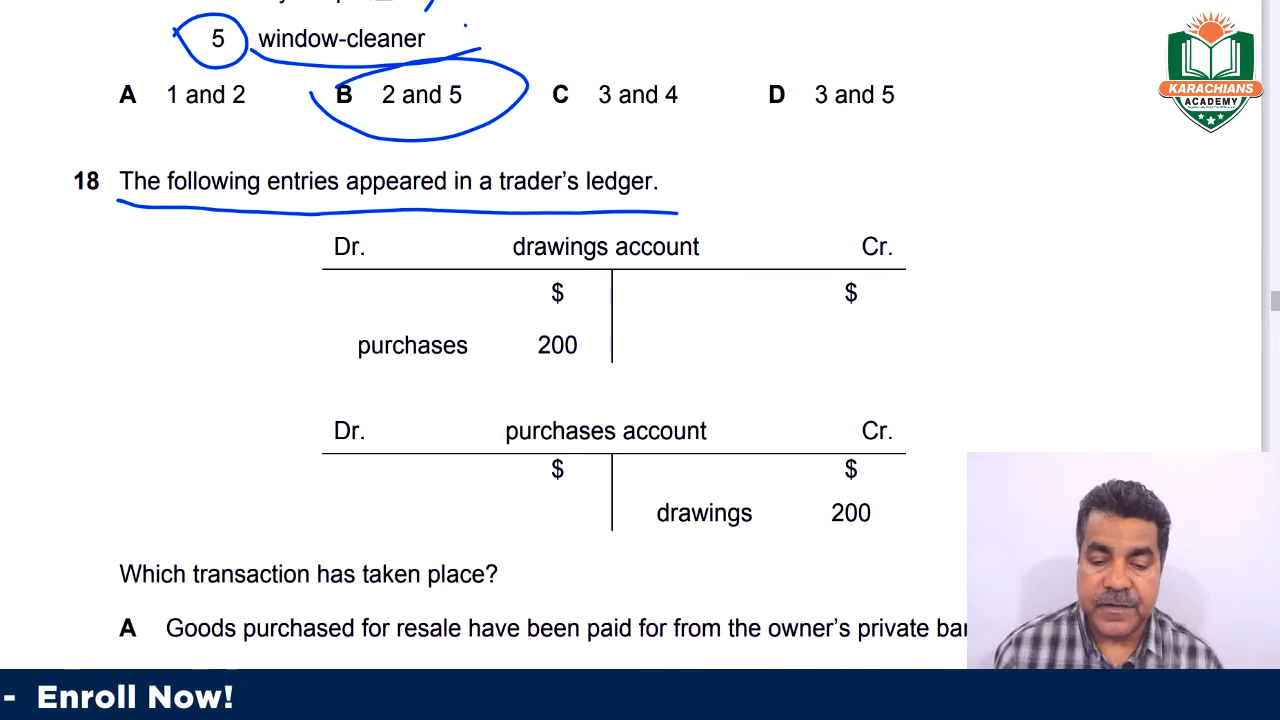 5 window-cleaner
A 1 and 2 B 2 and 5 C 3 and 4 D 3 and 5
KARACHIANS
ACADEMY
18 The following entries appeared in a trader's ledger.
Dr. drawings account Cr.
$ $
purchases 200
Dr. purchases account Cr.
$ $
drawings 200
Which transaction has taken place?
A Goods purchased for resale have been paid for from the owner's private
- Enroll Now!